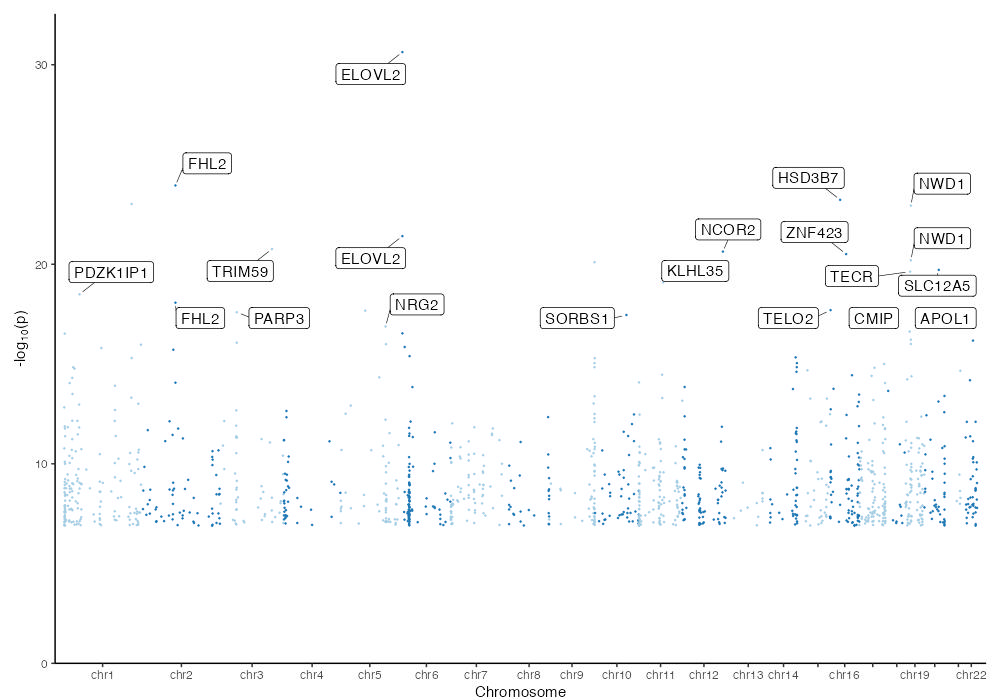 30
ELOVL2
FHL2
HSD3B7
NWD1
NCOR2
ZNF423
NWD1
ELOVL2
20
PDZK1IP1
TRIM59
KLHL35
TECR
SLC12A5
NRG2
FHL2
PARP3
SORBS1
TELO2
CMIP
APOL1
-log10(p)
10
0
chr1 chr2 chr3 chr4 chr5 chr6 chr7 chr8 chr9 chr10 chr11 chr12 chr13 chr14 chr16 chr19 chr22
Chromosome